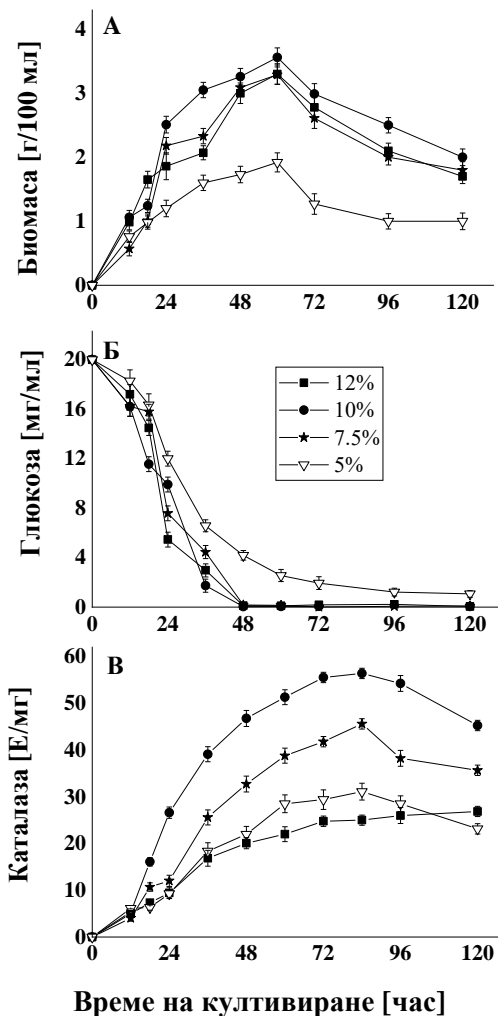 А
4
3
2
1
0
Биомаса [г/100 мл]
0 24 48 72 96 120
Б
20
16
12
8
4
0
Глюкоза [мг/мл]
12%
10%
7.5%
5%
0 24 48 72 96 120
В
60
50
40
30
20
10
0
Каталаза [Е/мг]
0 24 48 72 96 120
Време на култивиране [час]